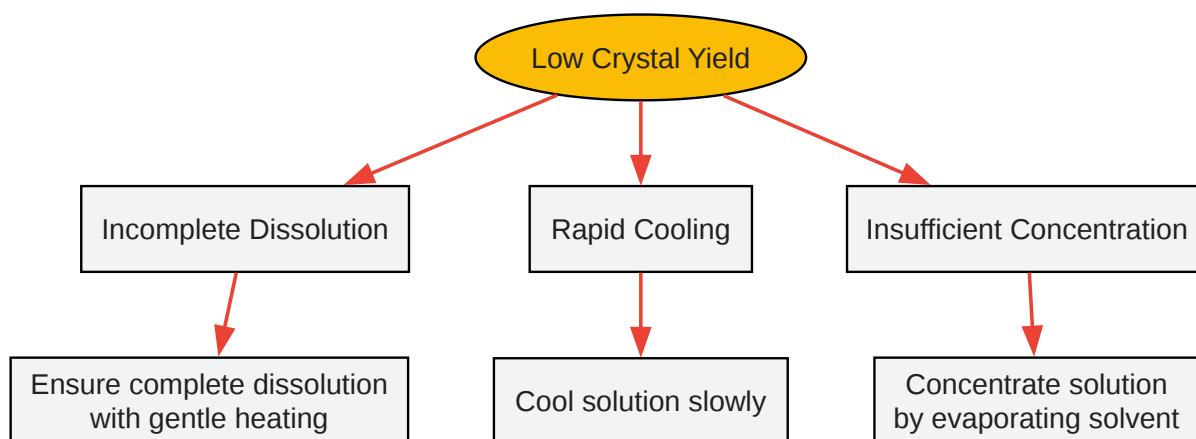 Low Crystal Yield
Incomplete Dissolution
Rapid Cooling
Insufficient Concentration
Ensure complete dissolution
with gentle heating
Cool solution slowly
Concentrate solution
by evaporating solvent